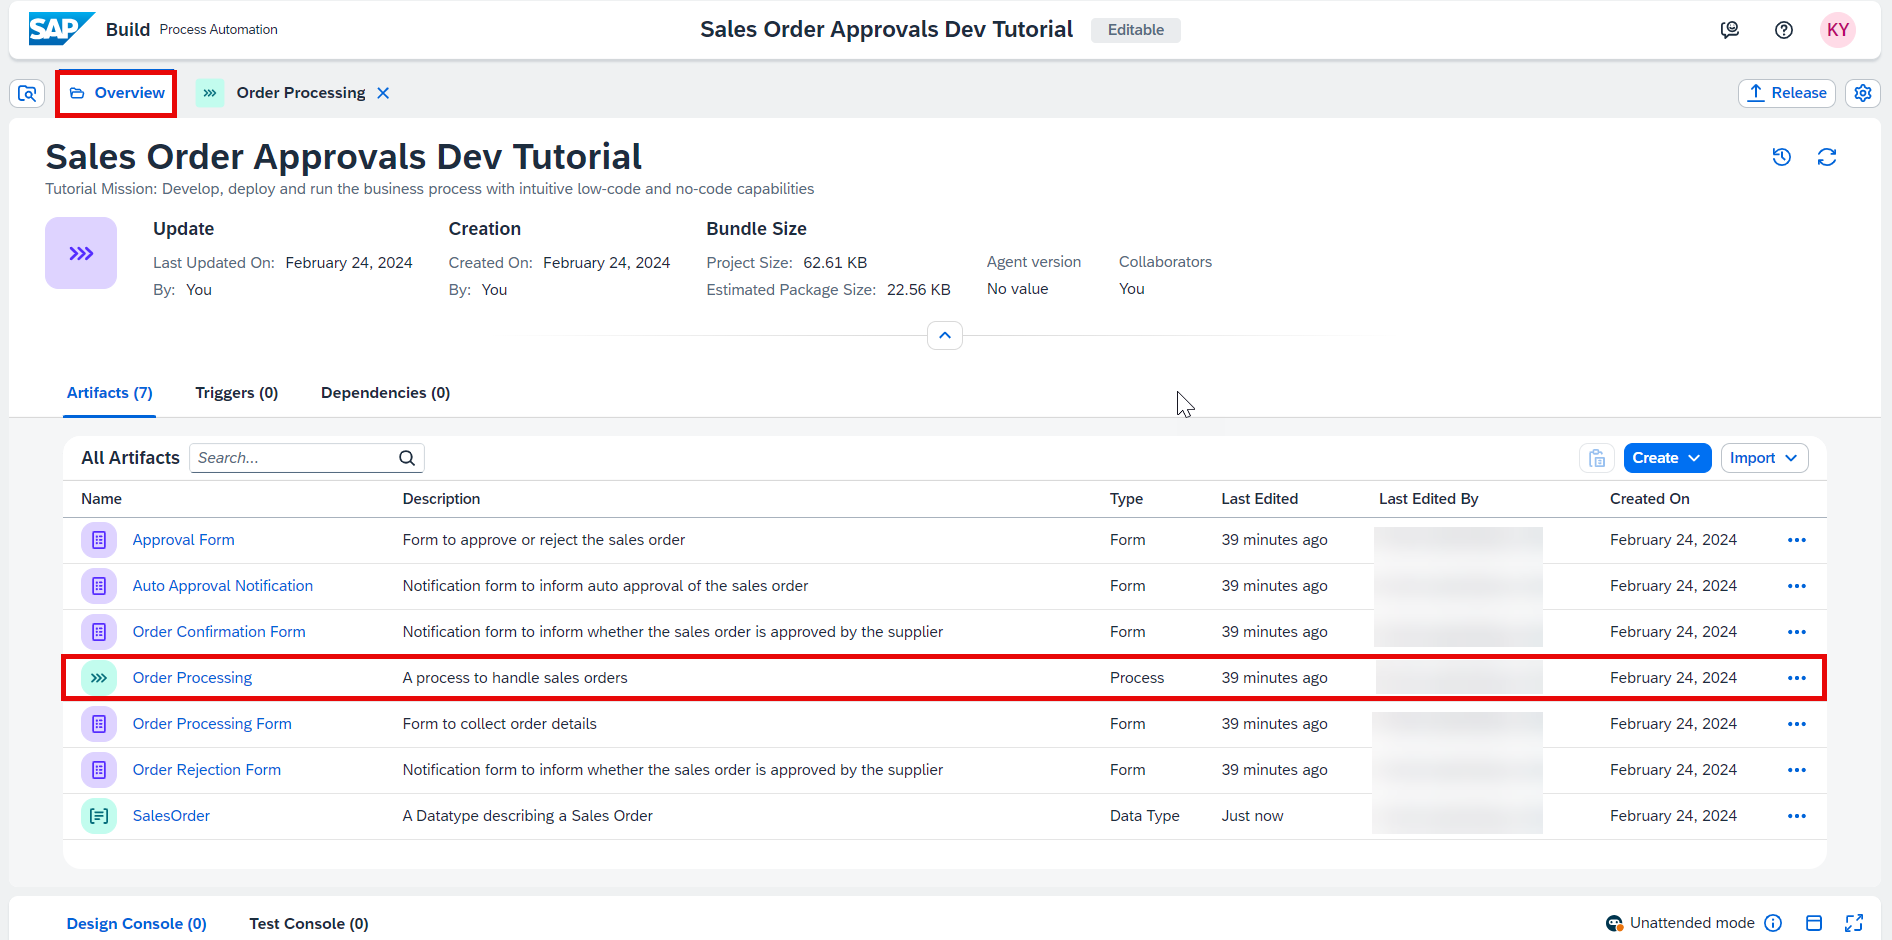 SAP Build Process Automation
Sales Order Approvals Dev Tutorial Editable
KY
Overview Order Processing
Release
Sales Order Approvals Dev Tutorial
Tutorial Mission: Develop, deploy and run the business process with intuitive low-code and no-code capabilities
Update Creation Bundle Size
Last Updated On: February 24, 2024 Created On: February 24, 2024 Project Size: 62.61 KB Agent version Collaborators
By: You By: You Estimated Package Size: 22.56 KB No value You
Artifacts (7) Triggers (0) Dependencies (0)
All Artifacts Search... Create Import
Name Description Type Last Edited Last Edited By Created On
Approval Form Form to approve or reject the sales order Form 39 minutes ago February 24, 2024
Auto Approval Notification Notification form to inform auto approval of the sales order Form 39 minutes ago February 24, 2024
Order Confirmation Form Notification form to inform whether the sales order is approved by the supplier Form 39 minutes ago February 24, 2024
Order Processing A process to handle sales orders Process 39 minutes ago February 24, 2024
Order Processing Form Form to collect order details Form 39 minutes ago February 24, 2024
Order Rejection Form Notification form to inform whether the sales order is approved by the supplier Form 39 minutes ago February 24, 2024
SalesOrder A Datatype describing a Sales Order Data Type Just now February 24, 2024
Design Console (0) Test Console (0) Unattended mode